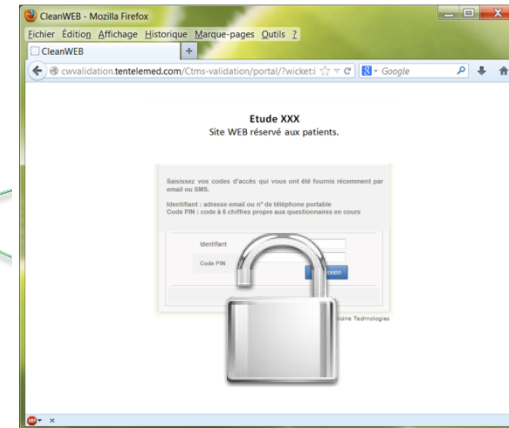 CleanWEB - Mozilla Firefox
Fichier Édition Affichage Historique Marque-pages Outils ?
CleanWEB +
cwvalidation.tentelemed.com/Ctms-validation/portal/?wicket:i Google
Etude XXX
Site WEB réservé aux patients.
Saisissez vos codes d'accès qui vous ont été fournis récemment par
email ou SMS.
Identifiant : adresse email ou n° de téléphone portable
Code PIN : code à 6 chiffres propre aux questionnaires en cours
Identifiant
Code PIN
Technologies
ABP